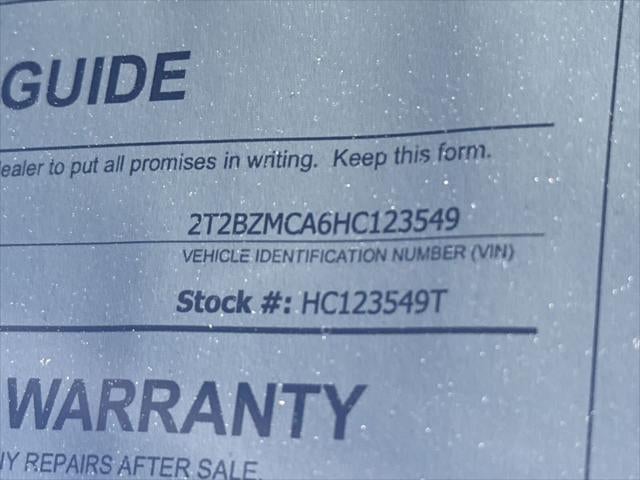 GUIDE
ealer to put all promises in writing. Keep this form.
2T2BZMCA6HC123549
VEHICLE IDENTIFICATION NUMBER (VIN)
Stock #: HC123549T
WARRANTY
NY REPAIRS AFTER SALE.